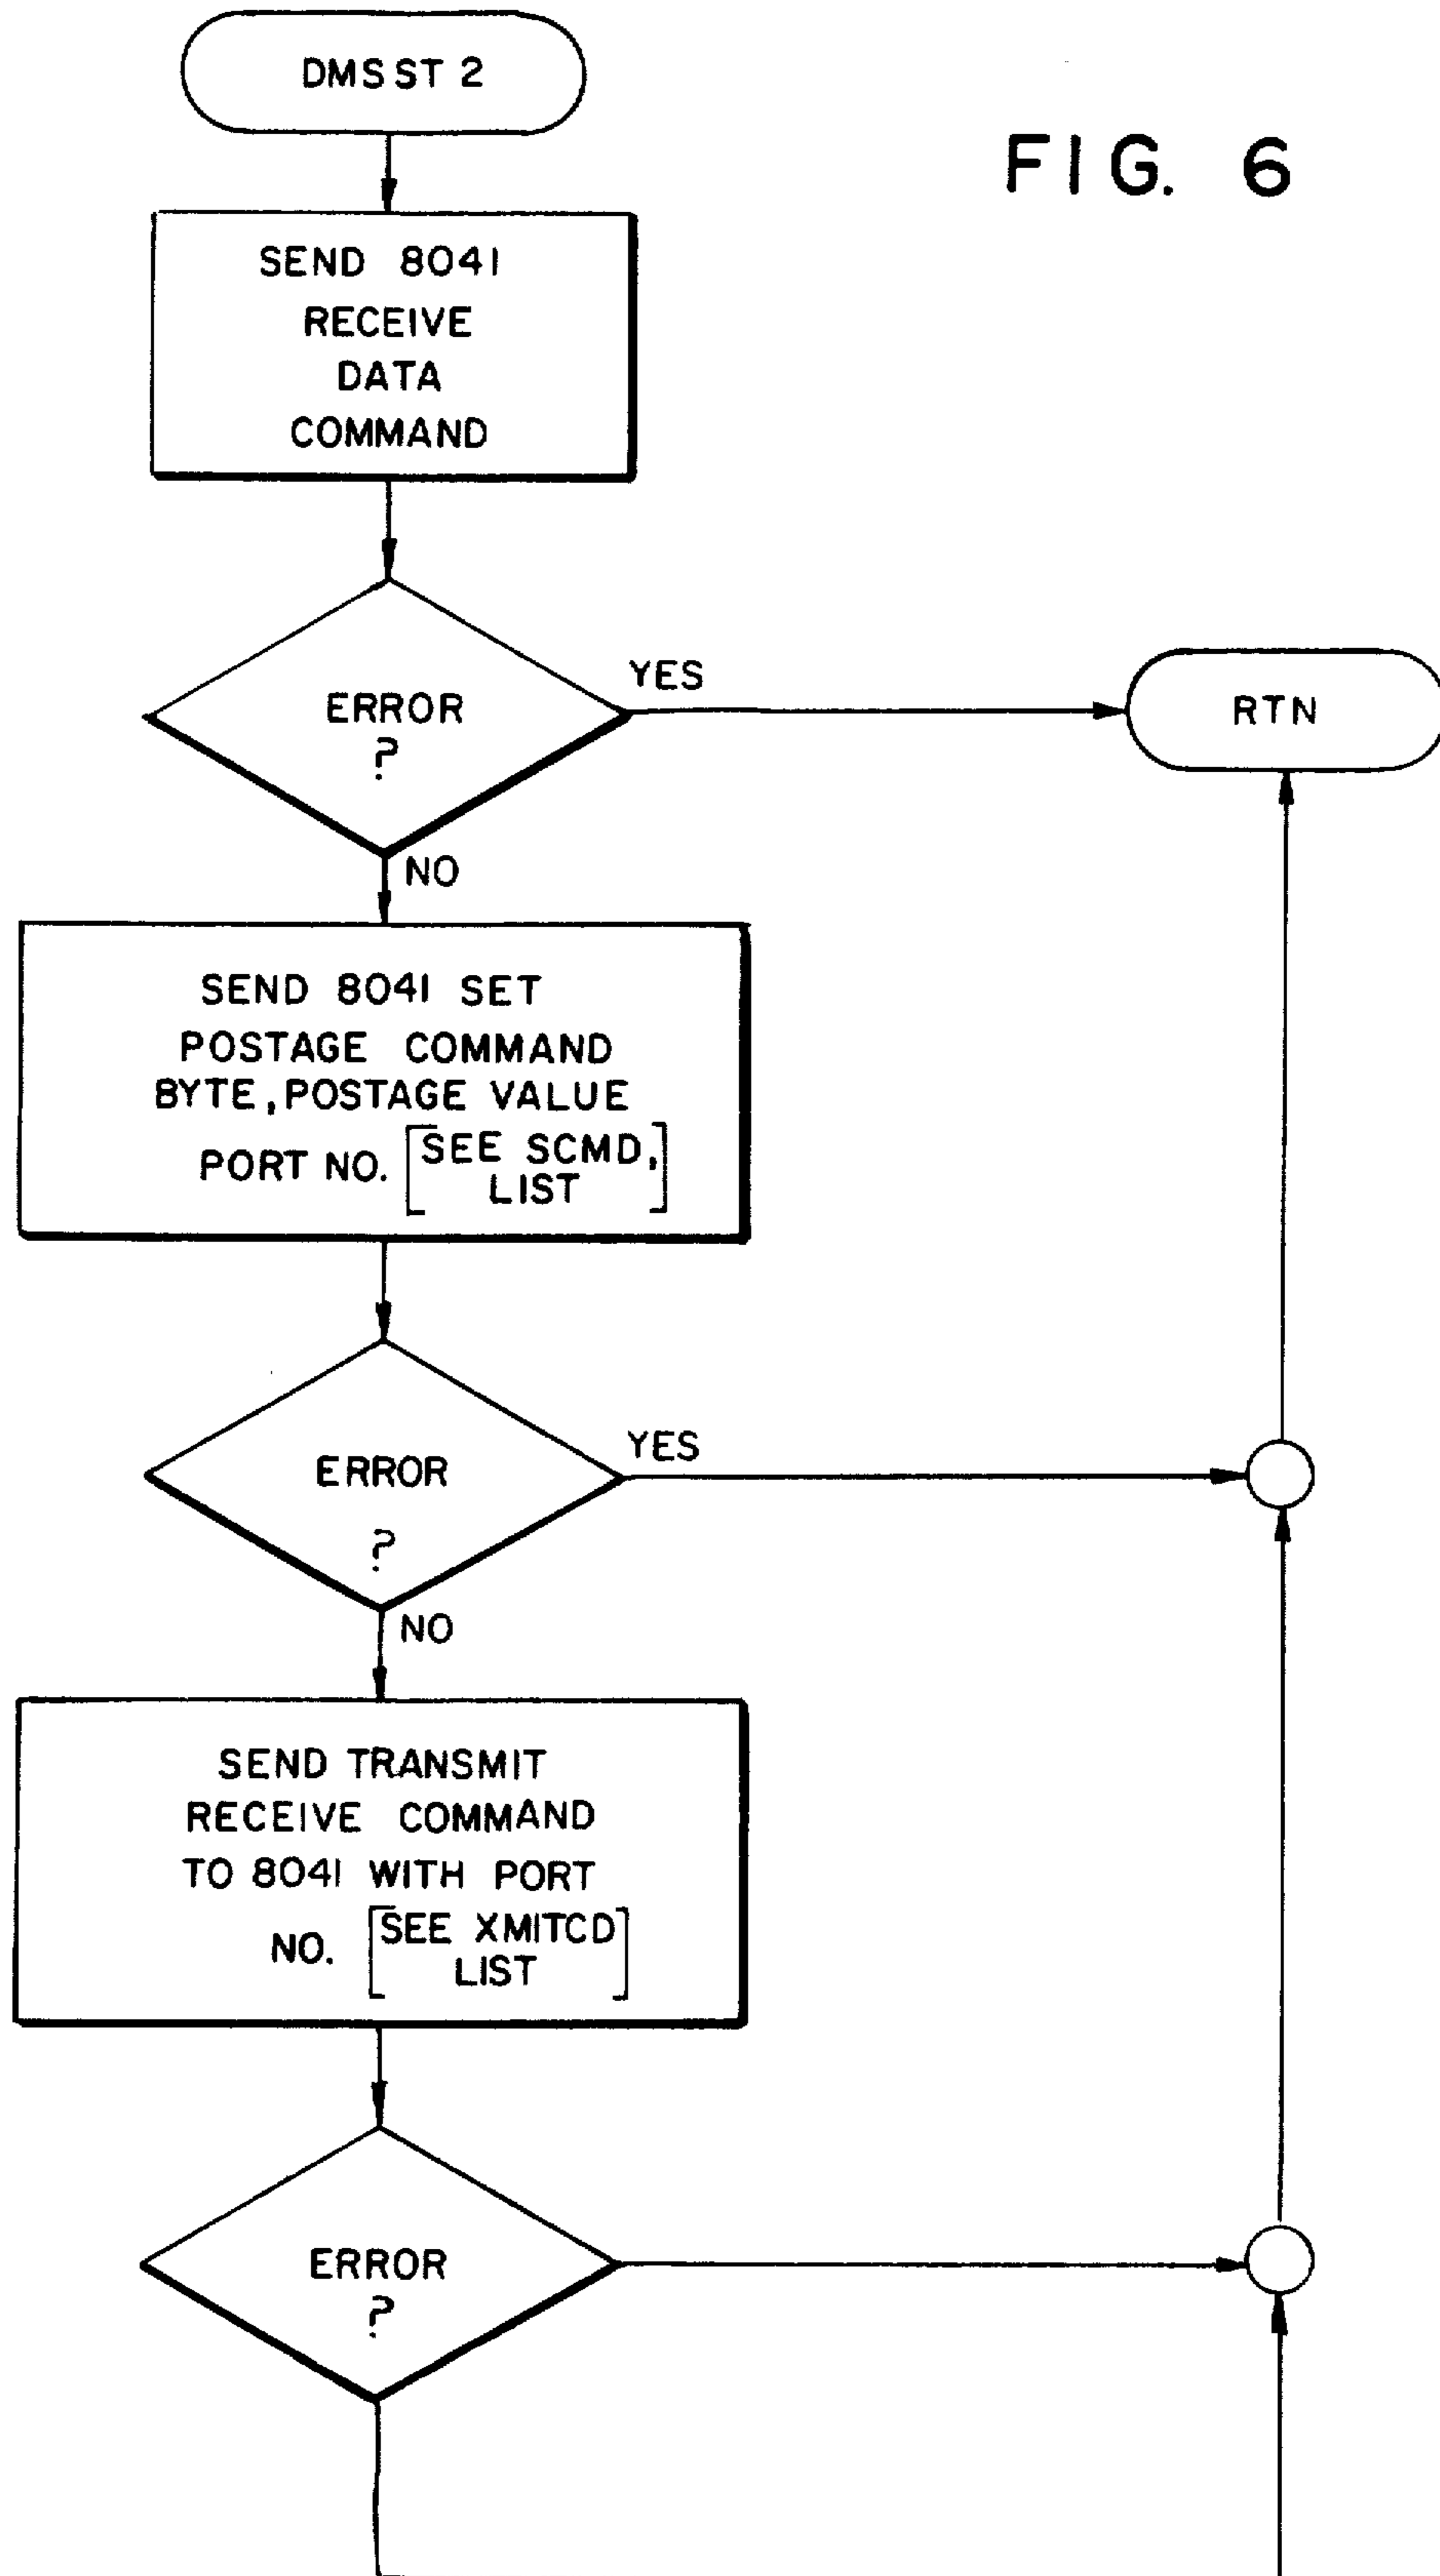 DMSST 2
FIG. 6
SEND 8041
RECEIVE
DATA
COMMAND
ERROR
?
YES
RTN
NO
SEND 8041 SET
POSTAGE COMMAND
BYTE, POSTAGE VALUE
PORT NO. [SEE SCMD,
LIST]
ERROR
?
YES
NO
SEND TRANSMIT
RECEIVE COMMAND
TO 8041 WITH PORT
NO. [SEE XMITCD
LIST]
ERROR
?